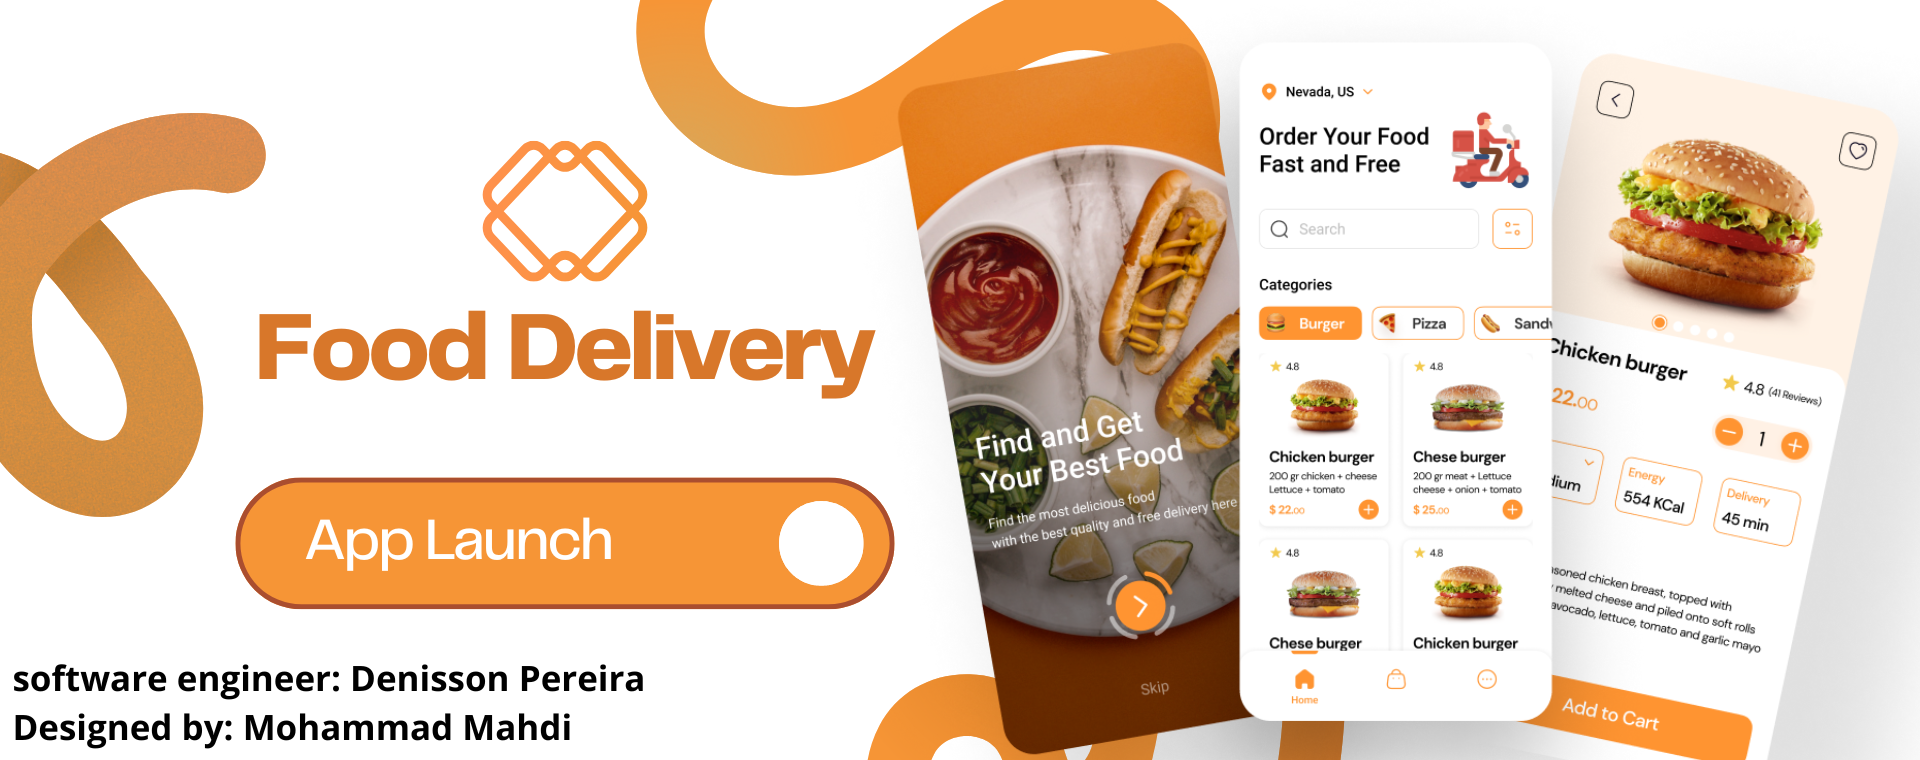 Food Delivery
App Launch
software engineer: Denisson Pereira
Designed by: Mohammad Mahdi
Find and Get
Your Best Food
Find the most delicious food
with the best quality and free delivery here
Skip
Nevada, US
Order Your Food
Fast and Free
Search
Categories
Burger
Pizza
Sandw
4.8
4.8
Chicken burger
Chese burger
200 gr chicken + cheese
Lettuce + tomato
200 gr meat + Lettuce
cheese + onion + tomato
$ 22.00
$ 25.00
4.8
4.8
Chese burger
Chicken burger
Home
Chicken burger
4.8 (41 Reviews)
22.00
1
dium
Energy
554 KCal
Delivery
45 min
soned chicken breast, topped with
melted cheese and piled onto soft rolls
avocado, lettuce, tomato and garlic mayo
Add to Cart